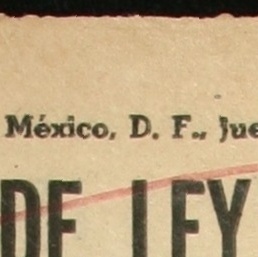 México, D. F., Jue
DE LEY